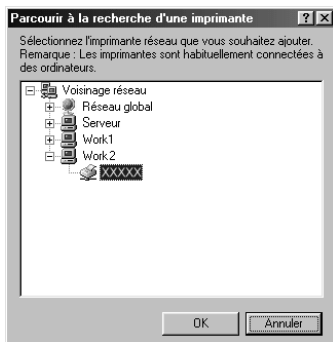 Parcourir à la recherche d'une imprimante
Sélectionnez l'imprimante réseau que vous souhaitez ajouter.
Remarque : Les imprimantes sont habituellement connectées à
des ordinateurs.
Voisinage réseau
Réseau global
Serveur
Work1
Work2
XXXXX
OK
Annuler